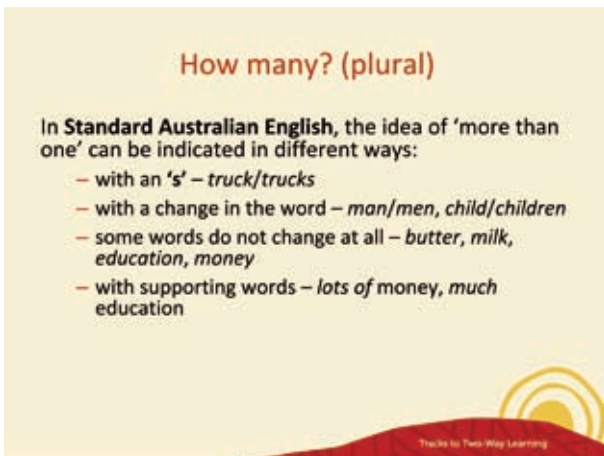 How many? (plural)
In Standard Australian English, the idea of ‘more than
one’ can be indicated in different ways:
– with an ‘s’ – truck/trucks
– with a change in the word – man/men, child/children
– some words do not change at all – butter, milk,
education, money
– with supporting words – lots of money, much
education
Tracks to Two-Way Learning